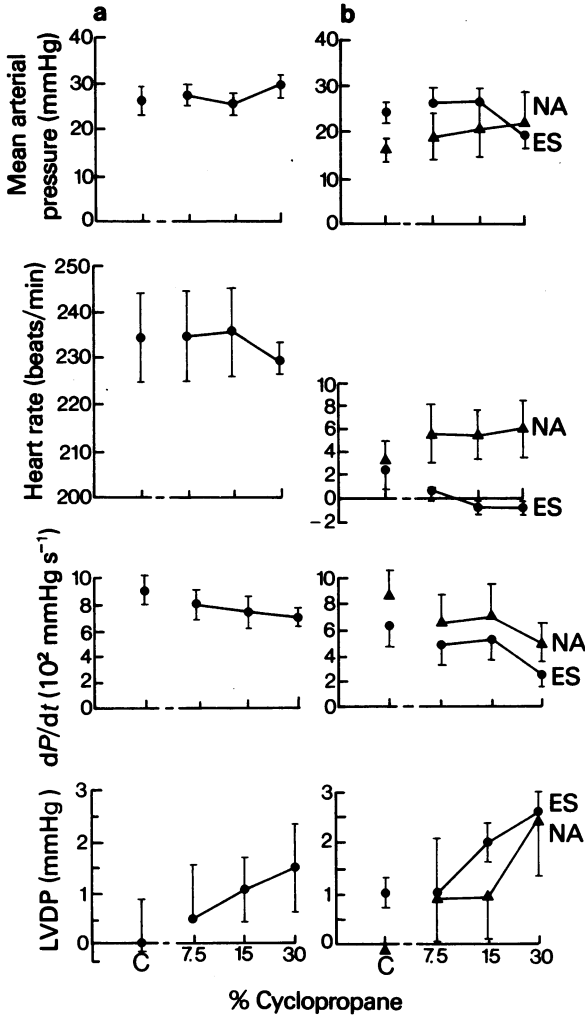 a
b
Mean arterial
pressure (mmHg)
40
30
20
10
0
40
30
20
10
0
NA
ES
Heart rate (beats/min)
250
240
230
220
210
200
10
8
6
4
2
0
−2
NA
ES
dP/dt (10² mmHg s⁻¹)
10
8
6
4
2
0
10
8
6
4
2
0
NA
ES
LVDP (mmHg)
3
2
1
0
3
2
1
0
ES
NA
C
7.5
15
30
C
7.5
15
30
% Cyclopropane